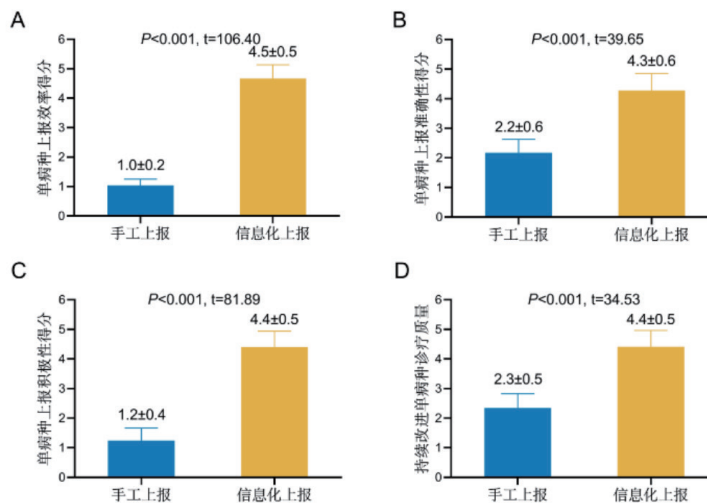 A
P<0.001, t=106.40
4.5±0.5
1.0±0.2
单病种上报效率得分
6
5
4
3
2
1
0
手工上报
信息化上报
B
P<0.001, t=39.65
4.3±0.6
2.2±0.6
单病种上报准确性得分
6
5
4
3
2
1
0
手工上报
信息化上报
C
P<0.001, t=81.89
4.4±0.5
1.2±0.4
单病种上报积极性得分
6
5
4
3
2
1
0
手工上报
信息化上报
D
P<0.001, t=34.53
4.4±0.5
2.3±0.5
持续改进单病种诊疗质量
6
5
4
3
2
1
0
手工上报
信息化上报